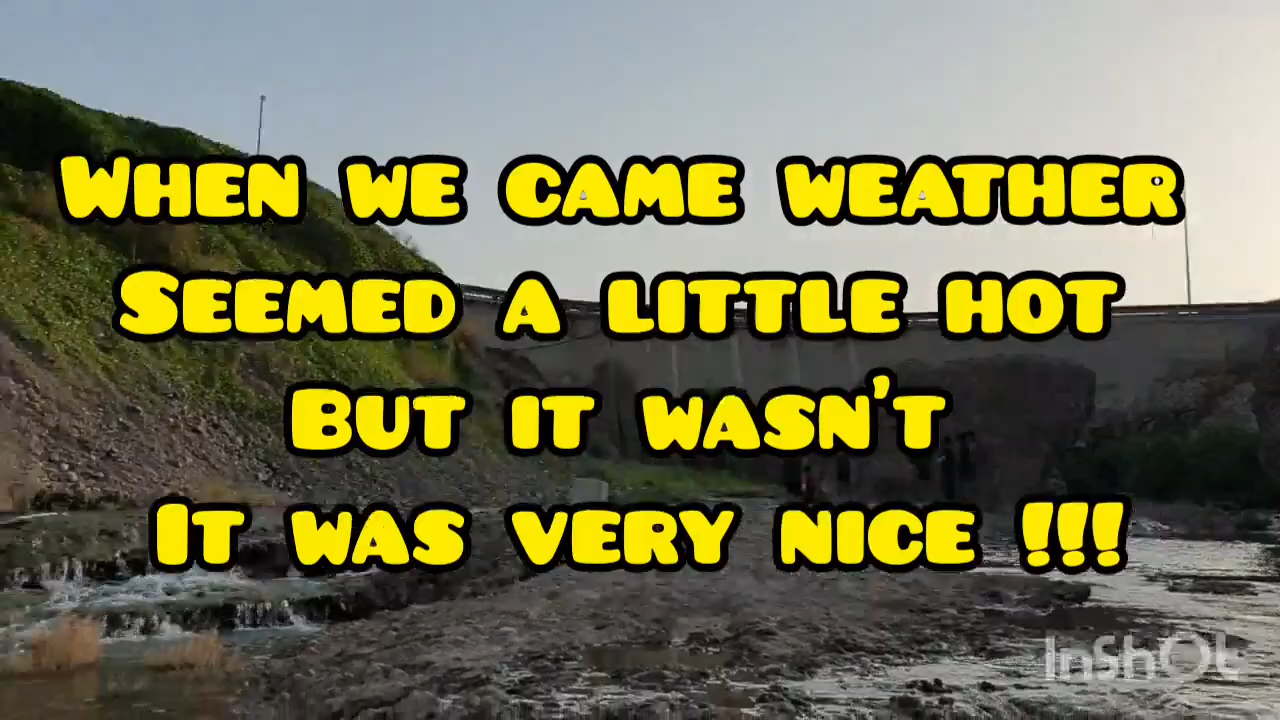 When we came weather
Seemed a little hot
But it wasn't
It was very nice !!!
InShOt